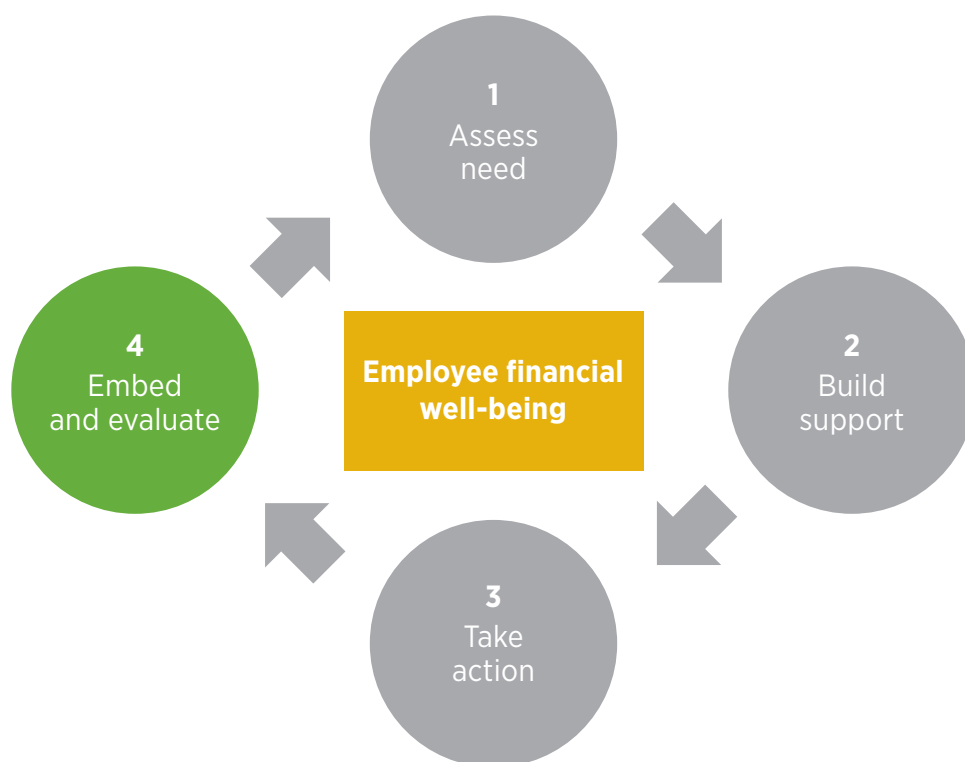 1
Assess
need
2
Build
support
3
Take
action
4
Embed
and evaluate
Employee financial
well-being